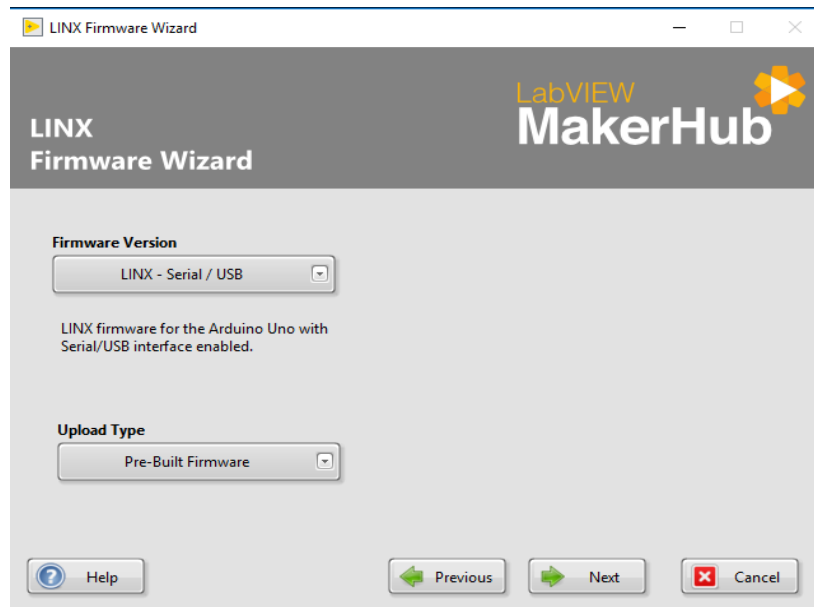 LINX Firmware Wizard
LabVIEW
MakerHub
LINX
Firmware Wizard
Firmware Version
LINX - Serial / USB
LINX firmware for the Arduino Uno with
Serial/USB interface enabled.
Upload Type
Pre-Built Firmware
Help
Previous
Next
Cancel